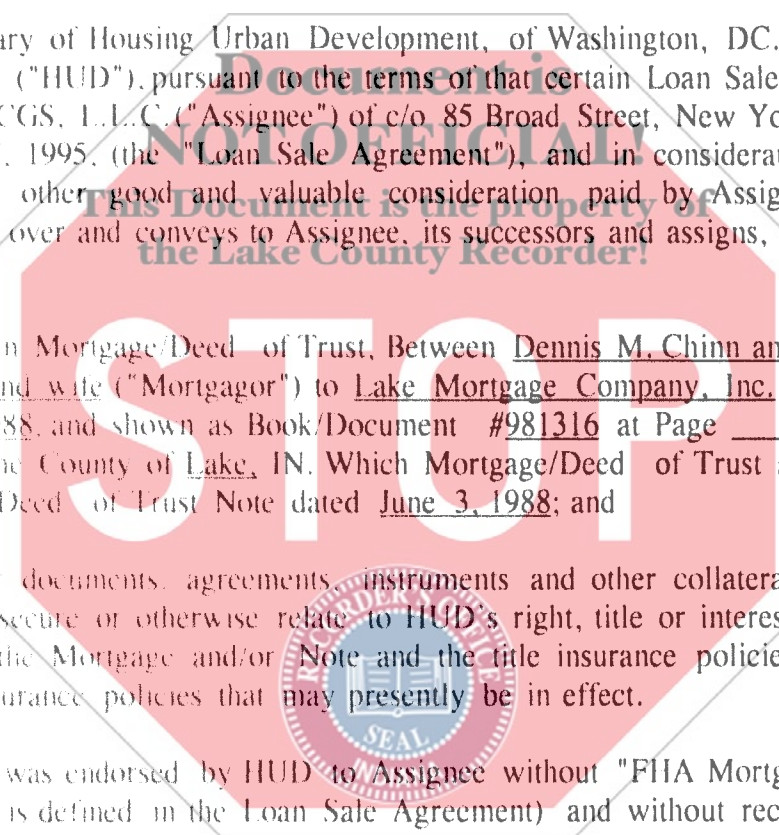 ary of Housing Urban Development, of Washington, DC.
("HUD"), pursuant to the terms of that certain Loan Sale
CGS, L.L.C. ("Assignee") of c/o 85 Broad Street, New Yo
, 1995, (the "Loan Sale Agreement"), and in considerat
other good and valuable consideration paid by Assig
over and conveys to Assignee, its successors and assigns,
Document is
NOT OFFICIAL!
This Document is the property of
the Lake County Recorder!
STOP
n Mortgage/Deed of Trust, Between Dennis M. Chinn an
nd wife ("Mortgagor") to Lake Mortgage Company, Inc.
88, and shown as Book/Document #981316 at Page ___
he County of Lake, IN. Which Mortgage/Deed of Trust
Deed of Trust Note dated June 3, 1988; and
documents, agreements, instruments and other collatera
secure or otherwise relate to HUD's right, title or interes
the Mortgage and/or Note and the title insurance policie
urance policies that may presently be in effect.
RECORDER'S OFFICE
SEAL
was endorsed by HUD to Assignee without "FHA Mortg
is defined in the Loan Sale Agreement) and without rec